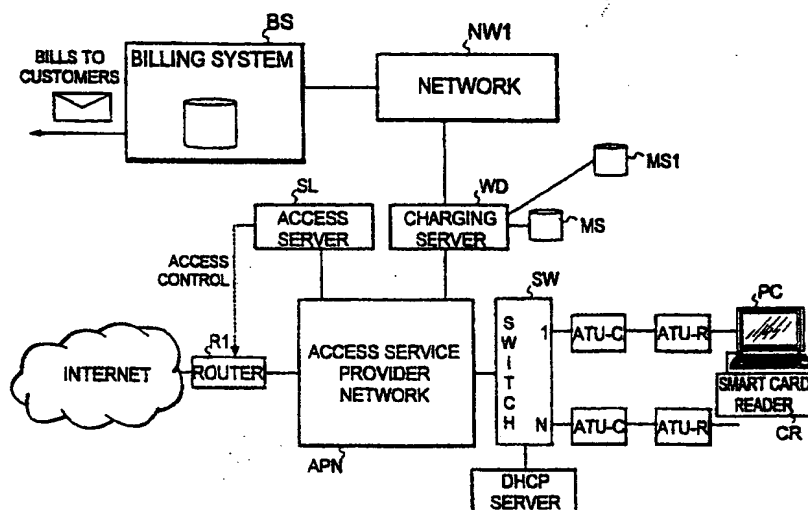 BS
NW1
BILLS TO
CUSTOMERS
BILLING SYSTEM
NETWORK
MS1
SL
WD
ACCESS
SERVER
CHARGING
SERVER
MS
ACCESS
CONTROL
SW
PC
R1
INTERNET
ROUTER
ACCESS SERVICE
PROVIDER
NETWORK
SWITCH
1
ATU-C
ATU-R
SMART CARD
READER
N
ATU-C
ATU-R
CR
APN
DHCP
SERVER